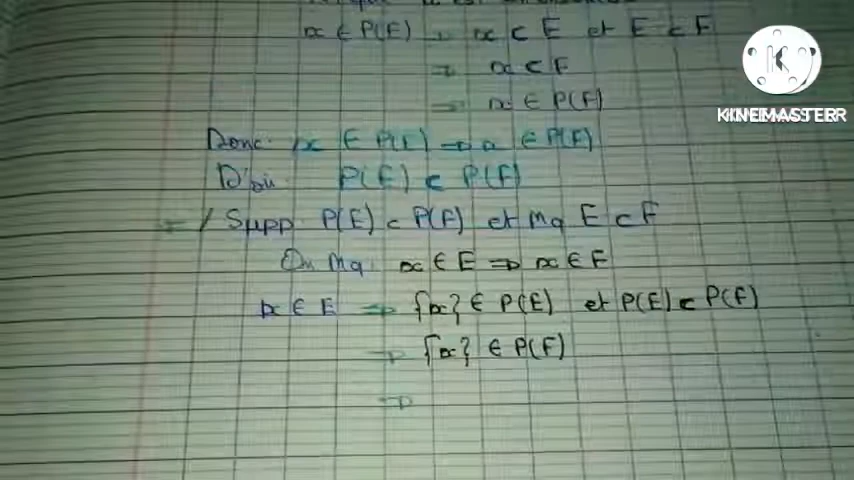 x ∈ P(E) ⇒ x ⊂ E et E ⊂ F
⇒ x ⊂ F
⇒ x ∈ P(F)
Donc: x ∈ P(E) ⇒ x ∈ P(F)
D'où: P(E) ⊂ P(F)
⇐/ Supp. P(E) ⊂ P(F) et Mq E ⊂ F
On Mq: x ∈ E ⇒ x ∈ F
x ∈ E ⇒ {x} ∈ P(E) et P(E) ⊂ P(F)
⇒ {x} ∈ P(F)
⇒
K
KINEMASTER